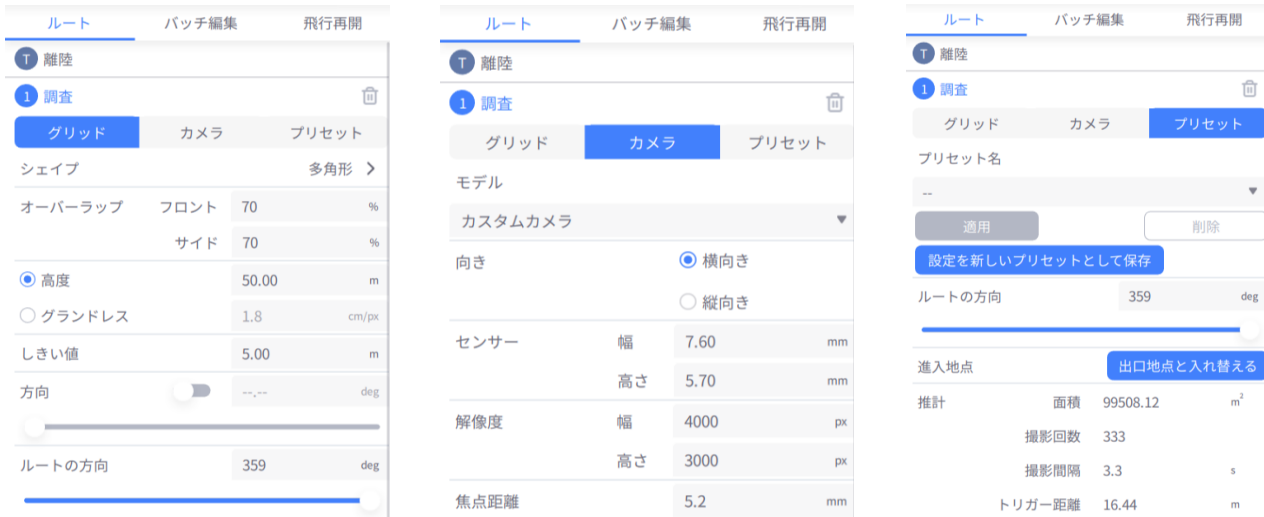 ルート バッチ編集 飛行再開
T 離陸
1 調査
グリッド カメラ プリセット
シェイプ 多角形
オーバーラップ フロント 70 %
サイド 70 %
高度 50.00 m
グランドレス 1.8 cm/px
しきい値 5.00 m
方向 --.-- deg
ルートの方向 359 deg
ルート バッチ編集 飛行再開
T 離陸
1 調査
グリッド カメラ プリセット
モデル
カスタムカメラ
向き 横向き
縦向き
センサー 幅 7.60 mm
高さ 5.70 mm
解像度 幅 4000 px
高さ 3000 px
焦点距離 5.2 mm
ルート バッチ編集 飛行再開
T 離陸
1 調査
グリッド カメラ プリセット
プリセット名
--
適用 削除
設定を新しいプリセットとして保存
ルートの方向 359 deg
進入地点 出口地点と入れ替える
推計 面積 99508.12 m²
撮影回数 333
撮影間隔 3.3 s
トリガー距離 16.44 m